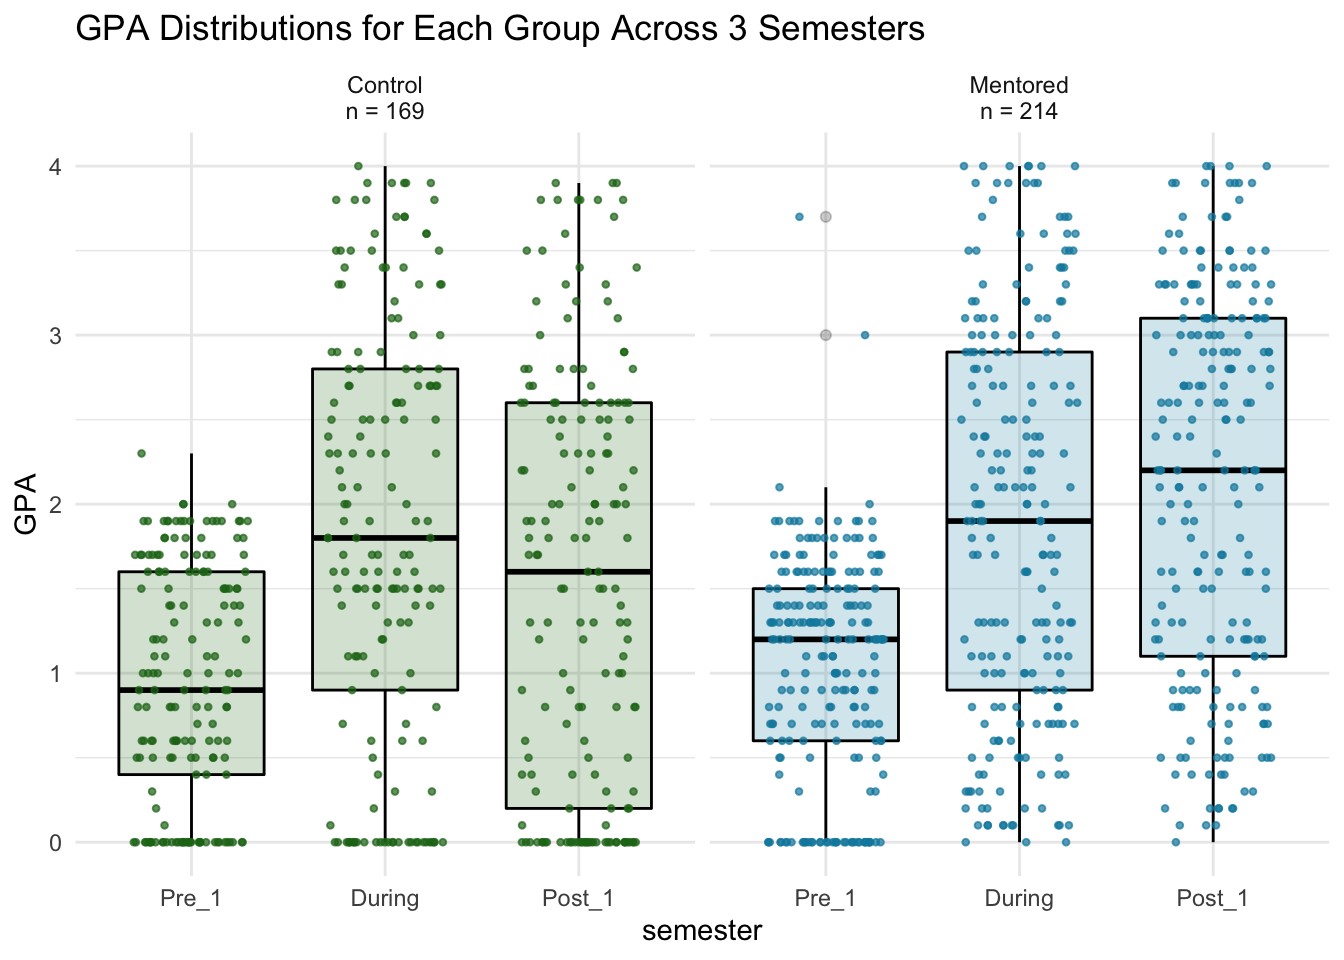 GPA Distributions for Each Group Across 3 Semesters
Control
n = 169
Mentored
n = 214
GPA
4
3
2
1
0
Pre_1
During
Post_1
Pre_1
During
Post_1
semester